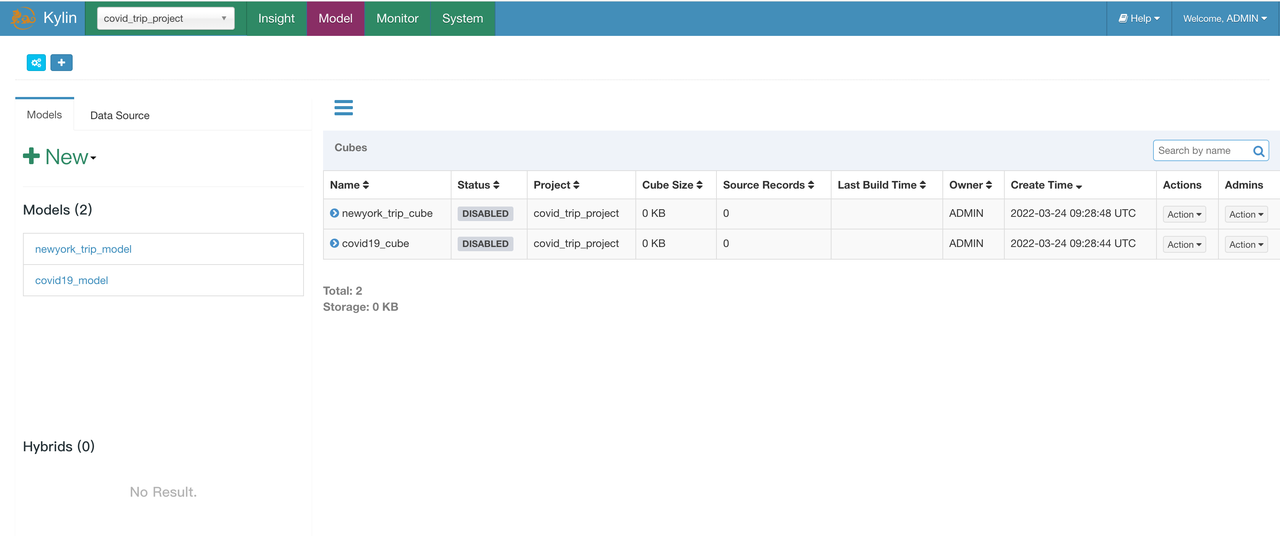 Kylin covid_trip_project Insight Model Monitor System Help Welcome, ADMIN
Models Data Source
New
Models (2)
newyork_trip_model
covid19_model
Hybrids (0)
No Result.
Cubes Search by name
Name Status Project Cube Size Source Records Last Build Time Owner Create Time Actions Admins
newyork_trip_cube DISABLED covid_trip_project 0 KB 0 ADMIN 2022-03-24 09:28:48 UTC Action Action
covid19_cube DISABLED covid_trip_project 0 KB 0 ADMIN 2022-03-24 09:28:44 UTC Action Action
Total: 2
Storage: 0 KB